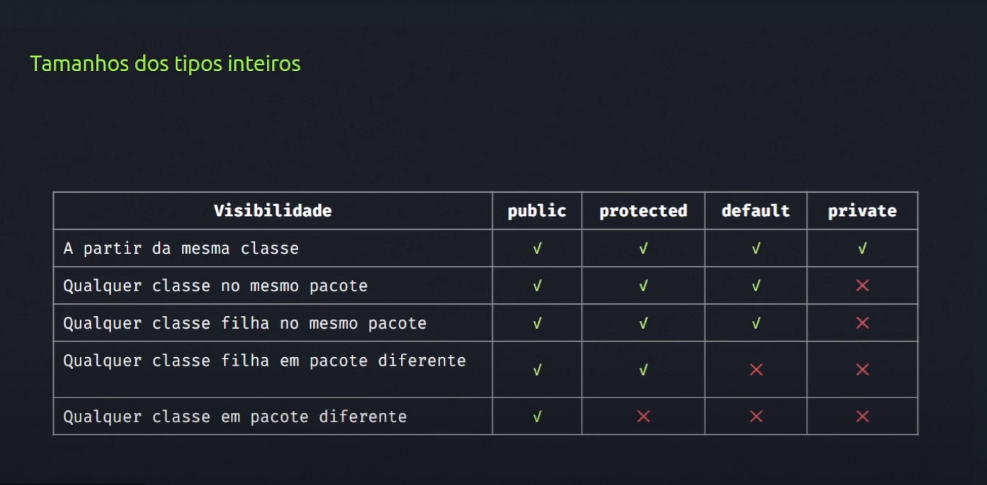 Tamanhos dos tipos inteiros
Visibilidade public protected default private
A partir da mesma classe √ √ √ √
Qualquer classe no mesmo pacote √ √ √ ×
Qualquer classe filha no mesmo pacote √ √ √ ×
Qualquer classe filha em pacote diferente √ √ × ×
Qualquer classe em pacote diferente √ × × ×